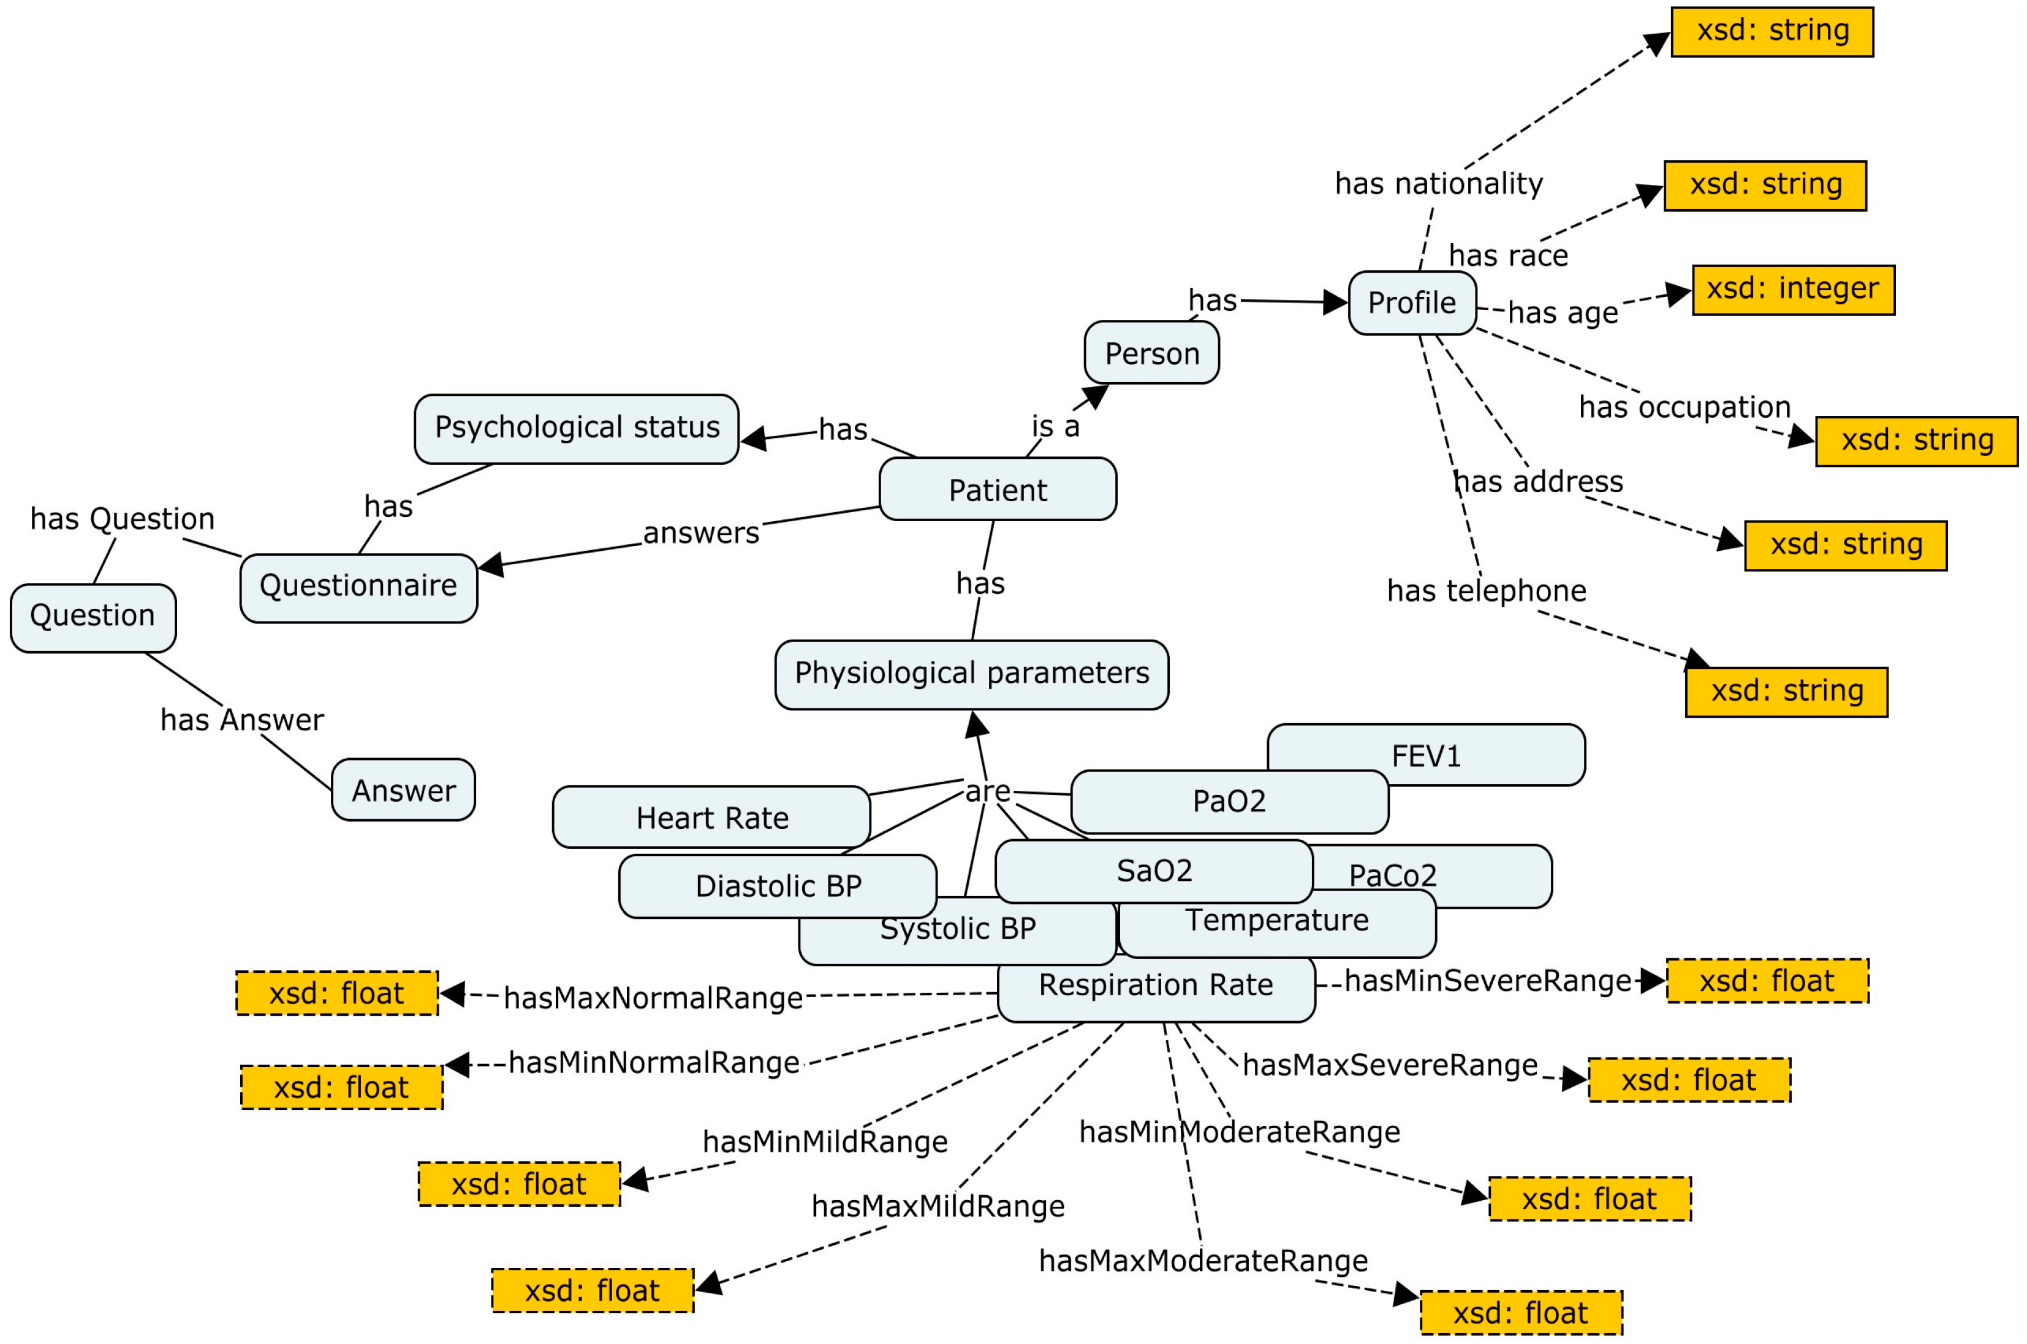 xsd: string
has nationality
xsd: string
has race
xsd: integer
has age
has
Profile
Person
has occupation
xsd: string
Psychological status
has
is a
Patient
has address
xsd: string
has
has Question
answers
Questionnaire
Question
has
has telephone
Physiological parameters
xsd: string
has Answer
Answer
FEV1
are
PaO2
Heart Rate
SaO2
PaCo2
Diastolic BP
Temperature
Systolic BP
Respiration Rate
hasMinSevereRange
xsd: float
xsd: float
hasMaxNormalRange
hasMinNormalRange
xsd: float
hasMaxSevereRange
xsd: float
hasMinMildRange
hasMinModerateRange
xsd: float
xsd: float
hasMaxMildRange
hasMaxModerateRange
xsd: float
xsd: float